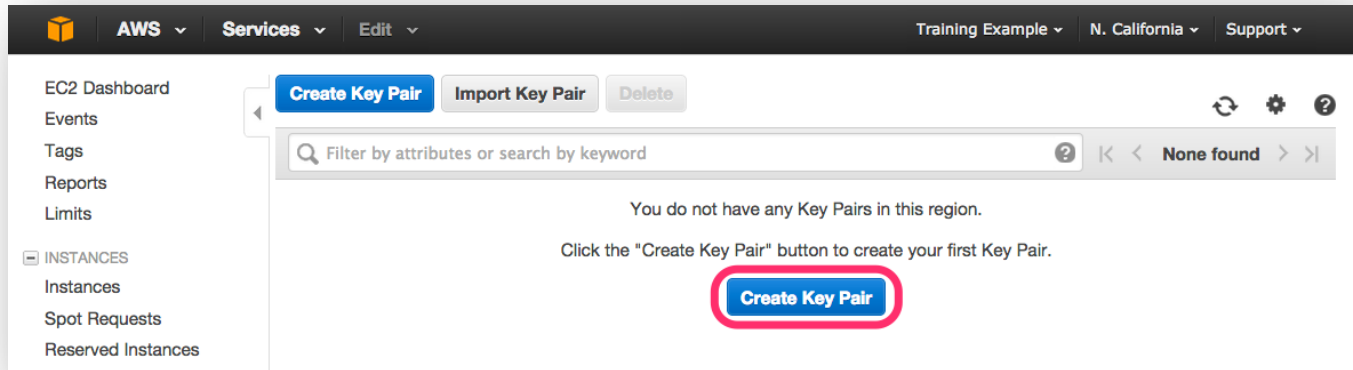 AWS Services Edit Training Example N. California Support
EC2 Dashboard
Events
Tags
Reports
Limits
INSTANCES
Instances
Spot Requests
Reserved Instances
Create Key Pair Import Key Pair Delete
Filter by attributes or search by keyword None found
You do not have any Key Pairs in this region.
Click the "Create Key Pair" button to create your first Key Pair.
Create Key Pair